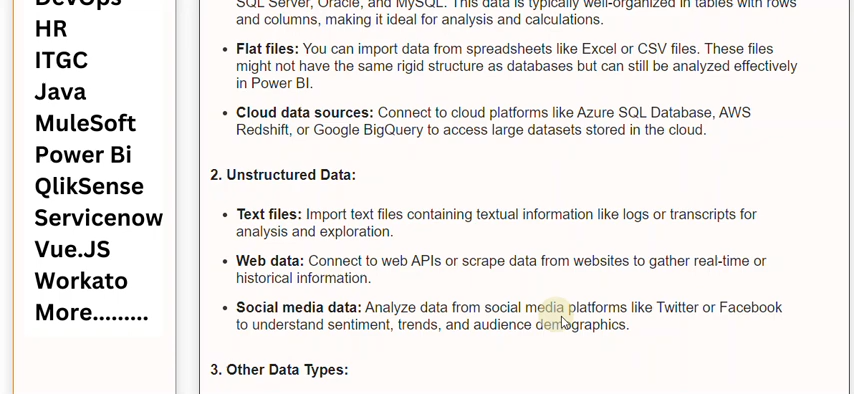 DevOps
HR
ITGC
Java
MuleSoft
Power Bi
QlikSense
Servicenow
Vue.JS
Workato
More.........
SQL Server, Oracle, and MySQL. This data is typically well-organized in tables with rows
and columns, making it ideal for analysis and calculations.
• Flat files: You can import data from spreadsheets like Excel or CSV files. These files
might not have the same rigid structure as databases but can still be analyzed effectively
in Power BI.
• Cloud data sources: Connect to cloud platforms like Azure SQL Database, AWS
Redshift, or Google BigQuery to access large datasets stored in the cloud.
2. Unstructured Data:
• Text files: Import text files containing textual information like logs or transcripts for
analysis and exploration.
• Web data: Connect to web APIs or scrape data from websites to gather real-time or
historical information.
• Social media data: Analyze data from social media platforms like Twitter or Facebook
to understand sentiment, trends, and audience demographics.
3. Other Data Types: